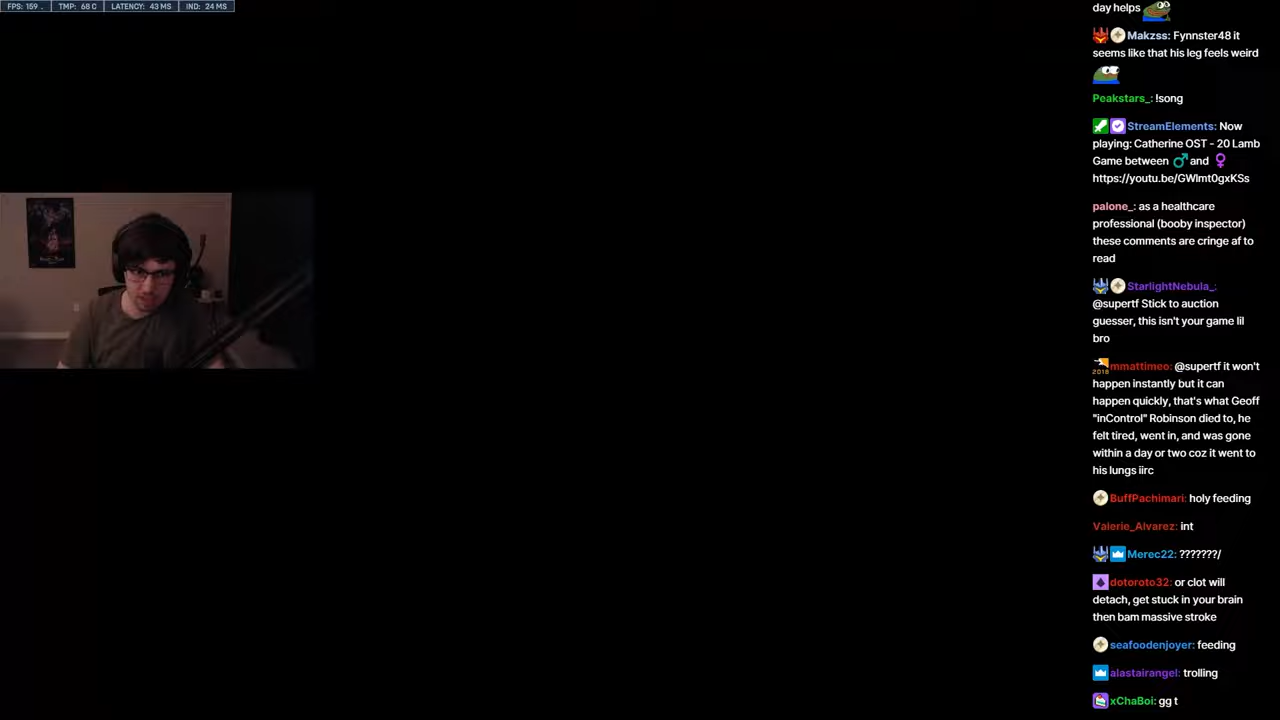 FPS: 159 . TMP: 68 C LATENCY: 43 MS IND: 24 MS
day helps
Makzss: Fynnster48 it
seems like that his leg feels weird
Peakstars_: !song
StreamElements: Now
playing: Catherine OST - 20 Lamb
Game between ♂ and ♀
https://youtu.be/GWlmt0gxKSs
palone_: as a healthcare
professional (booby inspector)
these comments are cringe af to
read
StarlightNebula_:
@supertf Stick to auction
guesser, this isn't your game lil
bro
2018 mmattimeo: @supertf it won't
happen instantly but it can
happen quickly, that's what Geoff
"inControl" Robinson died to, he
felt tired, went in, and was gone
within a day or two coz it went to
his lungs iirc
BuffPachimari: holy feeding
Valerie_Alvarez: int
Merec22: ???????/
dotoroto32: or clot will
detach, get stuck in your brain
then bam massive stroke
seafoodenjoyer: feeding
alastairangel: trolling
xChaBoi: gg t